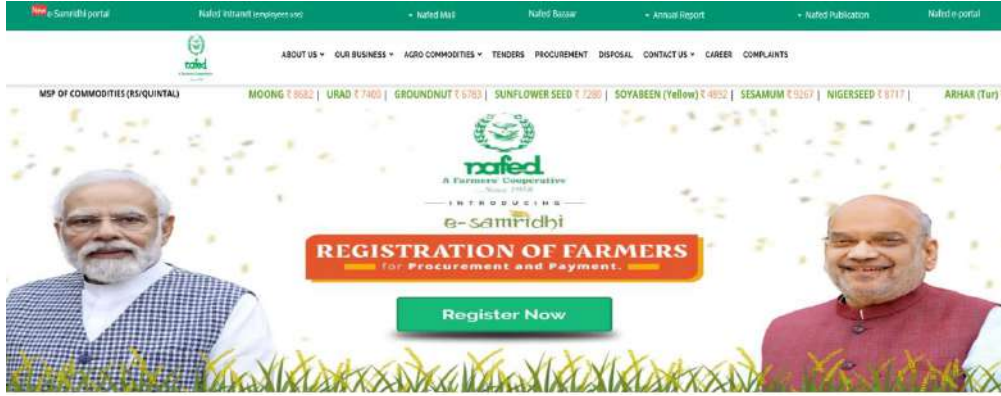 New e-Samridhi portal Nafed Intranet (employees use) Nafed Mail Nafed Bazaar Annual Report Nafed Publication Nafed e-portal
nafed
ABOUT US OUR BUSINESS AGRO COMMODITIES TENDERS PROCUREMENT DISPOSAL CONTACT US CAREER COMPLAINTS
MSP OF COMMODITIES (RS/QUINTAL) MOONG ₹ 8682 | URAD ₹ 7400 | GROUNDNUT ₹ 6783 | SUNFLOWER SEED ₹ 7280 | SOYABEEN (Yellow) ₹ 4892 | SESAMUM ₹ 9267 | NIGERSEED ₹ 8717 | ARHAR (Tur)
nafed
A Farmers' Cooperative
...Since 1958
INTRODUCING
e-samridhi
REGISTRATION OF FARMERS
for Procurement and Payment.
Register Now